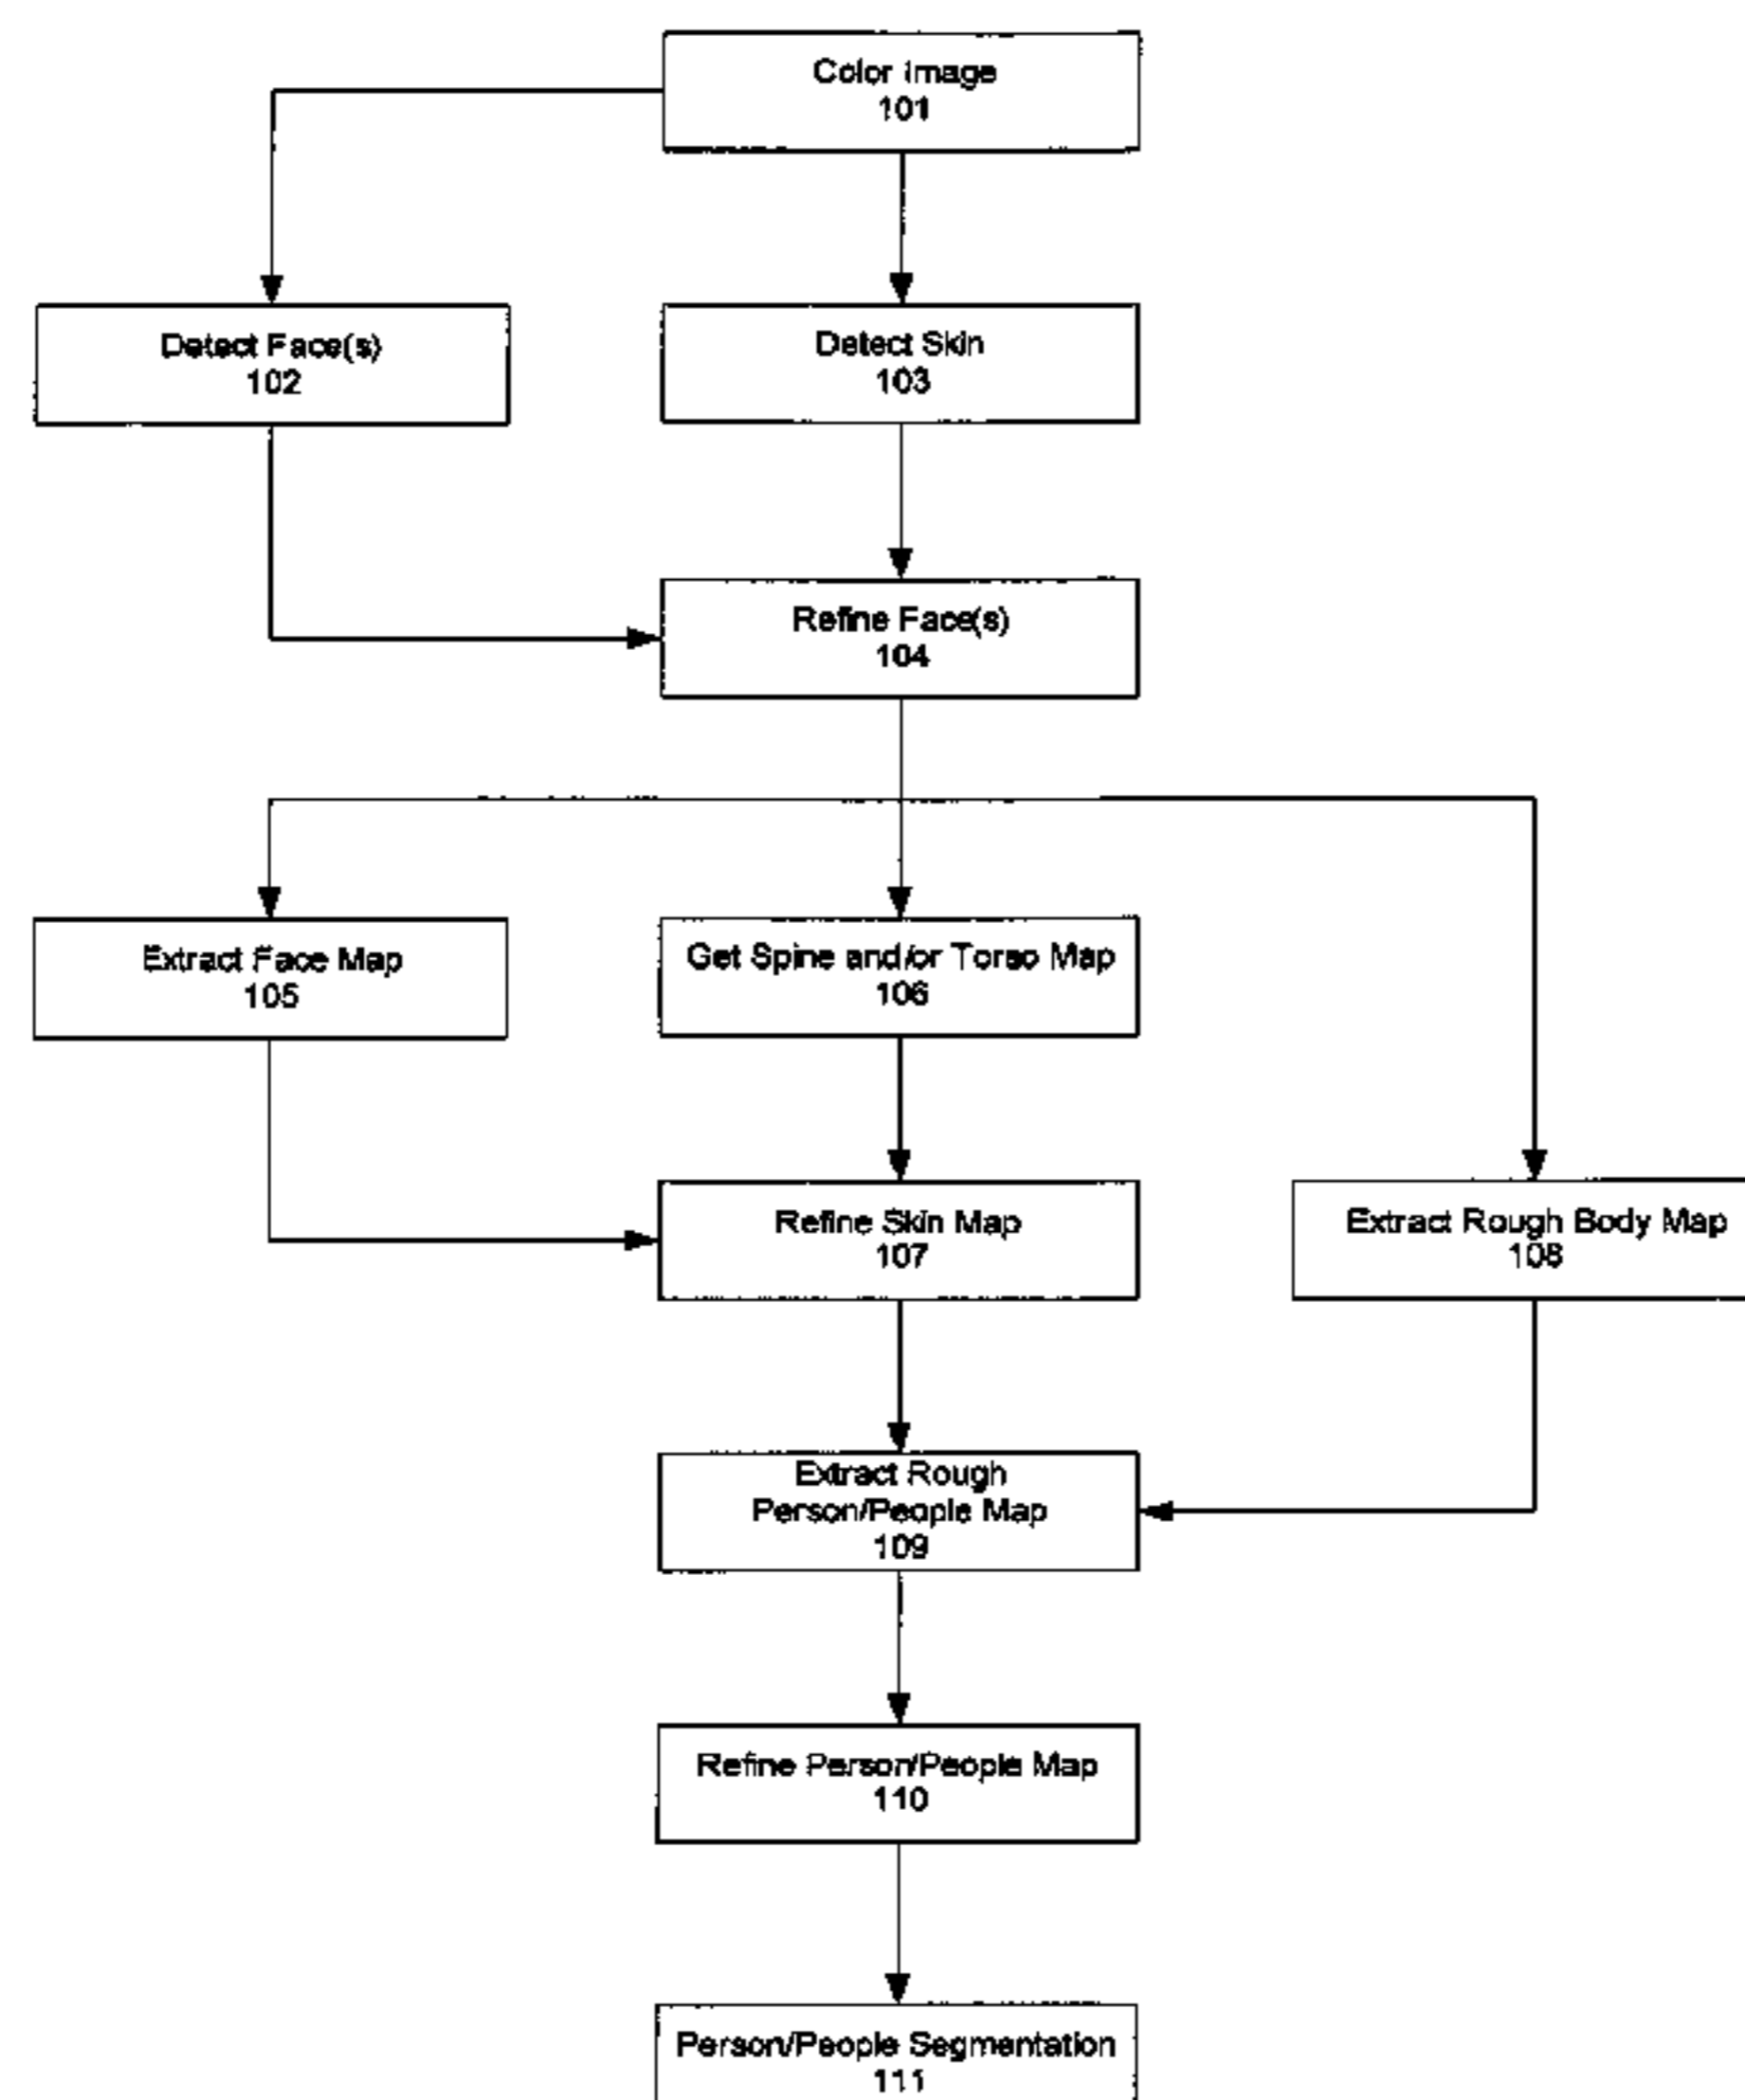 Color Image
101
Detect Face(s)
102
Detect Skin
103
Refine Face(s)
104
Extract Face Map
105
Get Spine and/or Torso Map
106
Refine Skin Map
107
Extract Rough Body Map
108
Extract Rough
Person/People Map
109
Refine Person/People Map
110
Person/People Segmentation
111